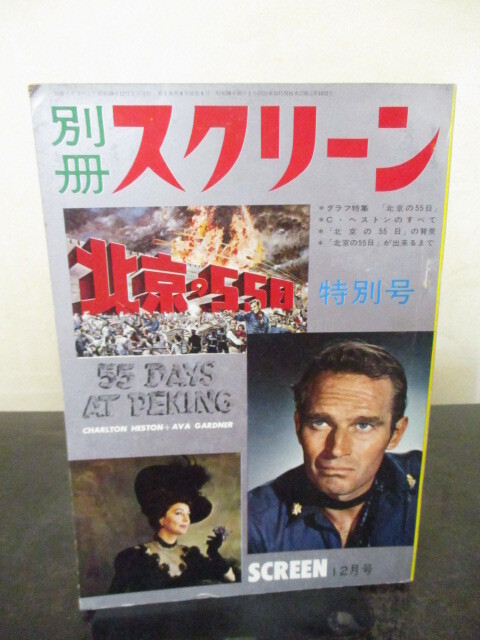 別冊 スクリーン
*グラフ特集 「北京の55日」
*C・ヘストンのすべて
*「北京の55日」の背景
*「北京の55日」が出来るまで
北京の55日
特別号
55 DAYS
AT PEKING
CHARLTON HESTON + AVA GARDNER
SCREEN 12月号